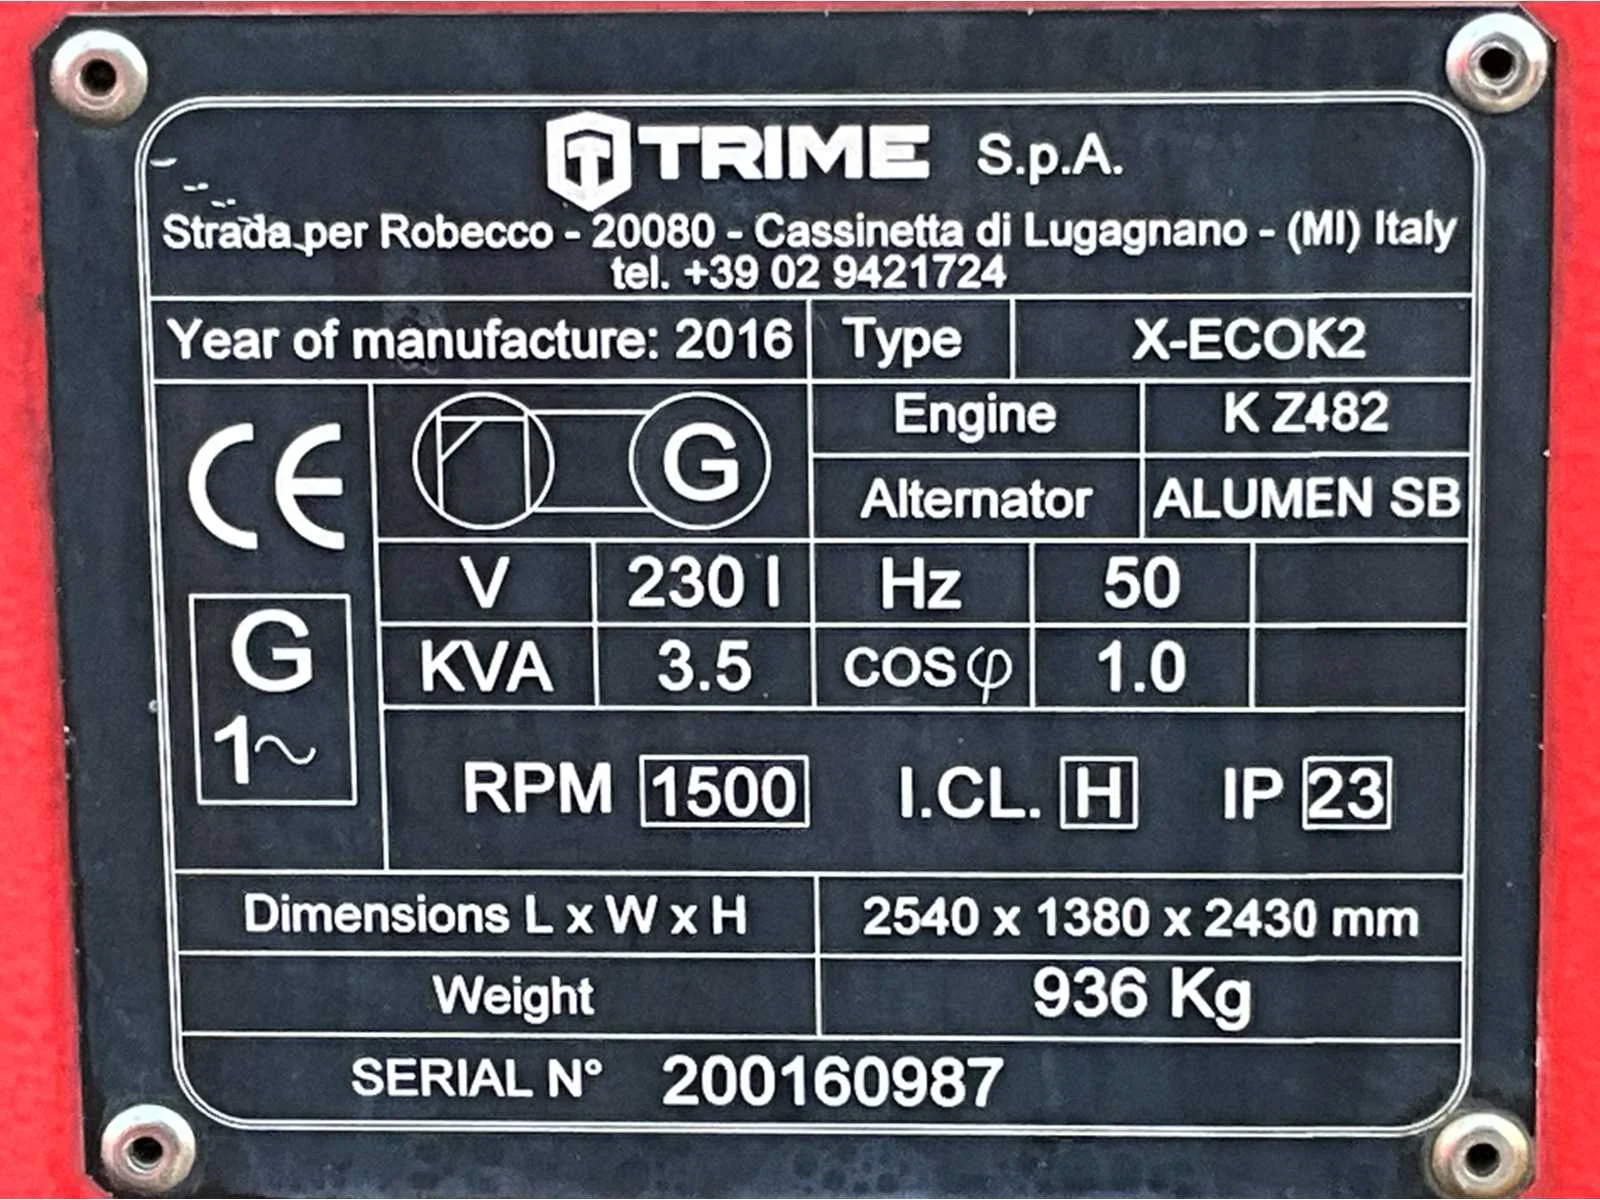 TRIME S.p.A.
Strada per Robecco - 20080 - Cassinetta di Lugagnano - (MI) Italy
tel. +39 02 9421724
Year of manufacture: 2016 Type X-ECOK2
CE G Engine K Z482
Alternator ALUMEN SB
V 230 I Hz 50
KVA 3.5 COS φ 1.0
G
1~
RPM 1500 I.CL. H IP 23
Dimensions L x W x H 2540 x 1380 x 2430 mm
Weight 936 Kg
SERIAL N° 200160987